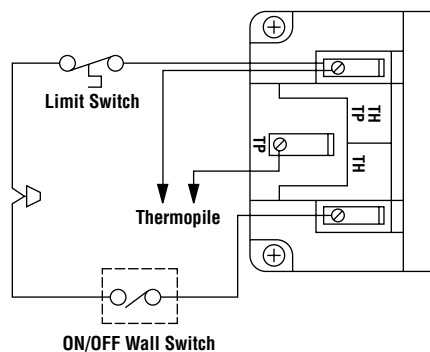 Limit Switch
TH
TP
TP
TH
Thermopile
ON/OFF Wall Switch